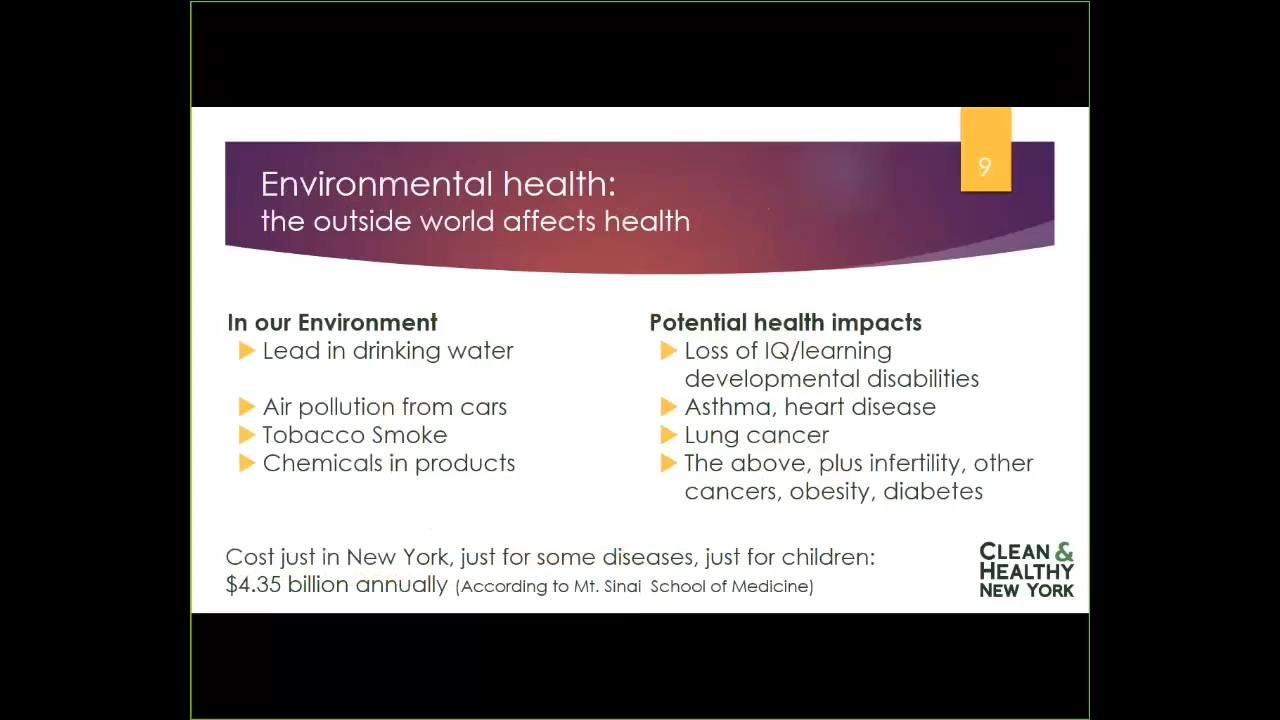 9
Environmental health:
the outside world affects health
In our Environment
Lead in drinking water
Air pollution from cars
Tobacco Smoke
Chemicals in products
Potential health impacts
Loss of IQ/learning
developmental disabilities
Asthma, heart disease
Lung cancer
The above, plus infertility, other
cancers, obesity, diabetes
Cost just in New York, just for some diseases, just for children:
$4.35 billion annually (According to Mt. Sinai School of Medicine)
CLEAN &
HEALTHY
NEW YORK